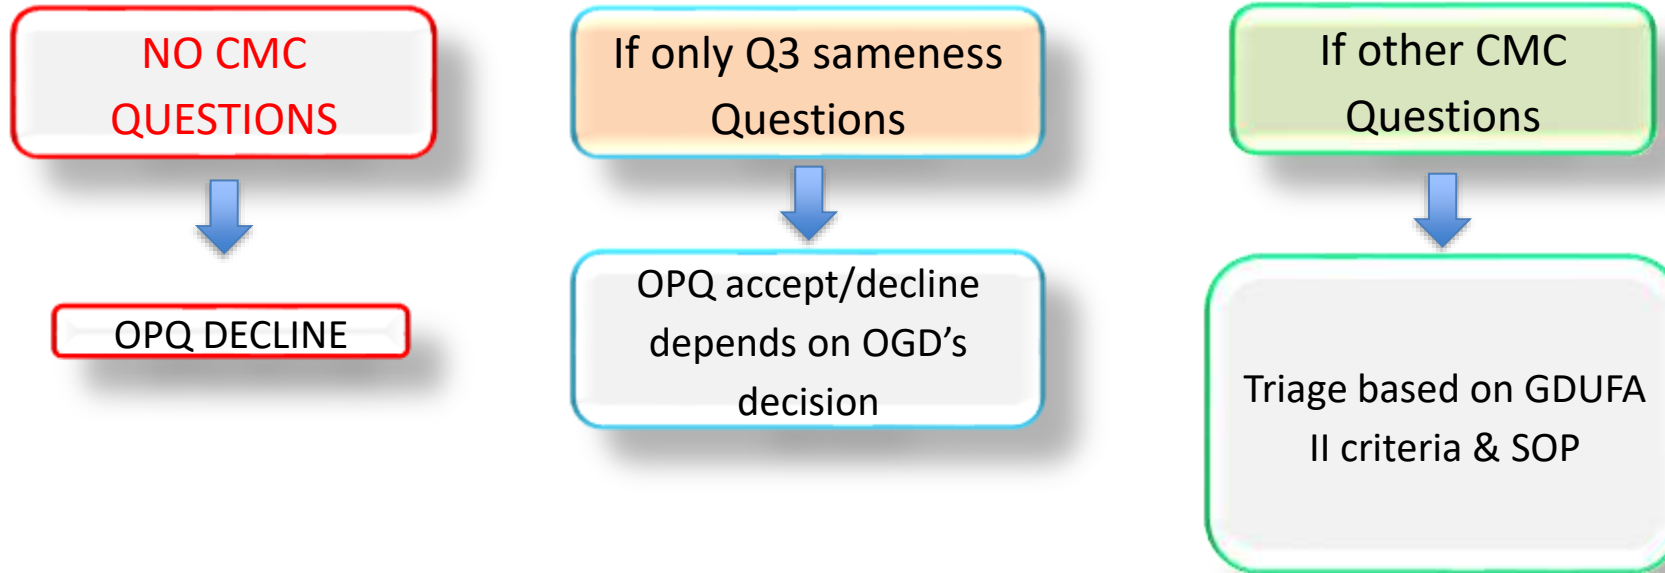 NO CMC
QUESTIONS
OPQ DECLINE
If only Q3 sameness
Questions
OPQ accept/decline
depends on OGD’s
decision
If other CMC
Questions
Triage based on GDUFA
II criteria & SOP